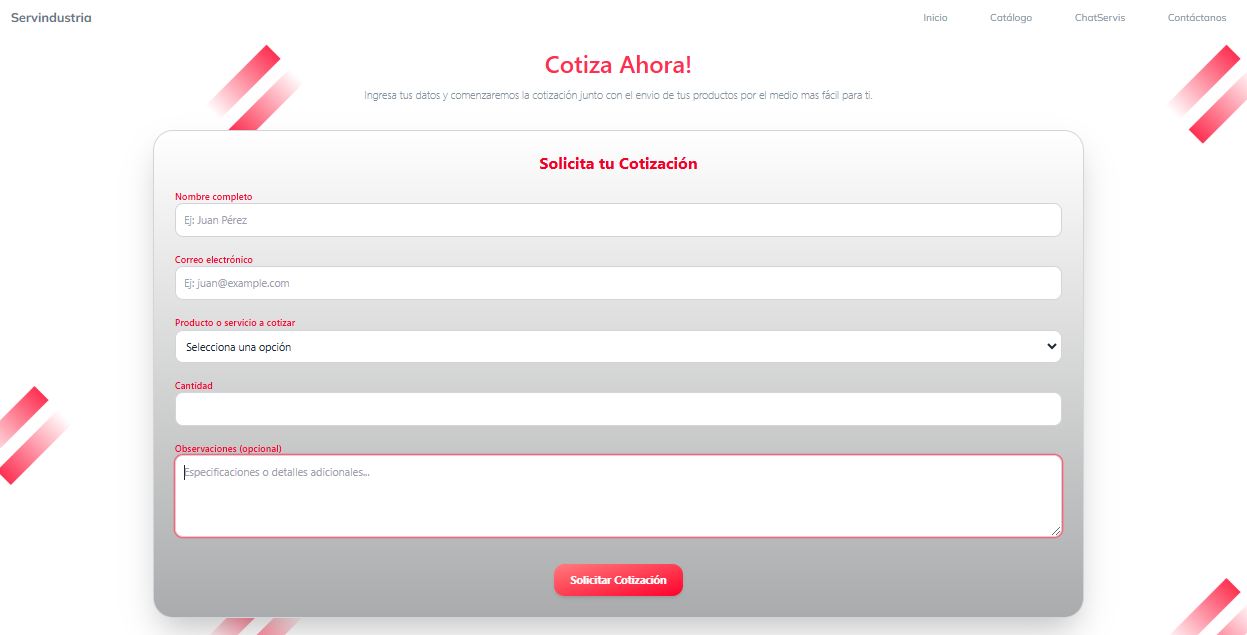 Servindustria
Inicio
Catálogo
ChatServis
Contáctanos
Cotiza Ahora!
Ingresa tus datos y comenzaremos la cotización junto con el envio de tus productos por el medio mas fácil para ti.
Solicita tu Cotización
Nombre completo
Ej: Juan Pérez
Correo electrónico
Ej: juan@example.com
Producto o servicio a cotizar
Selecciona una opción
Cantidad
Observaciones (opcional)
Especificaciones o detalles adicionales...
Solicitar Cotización